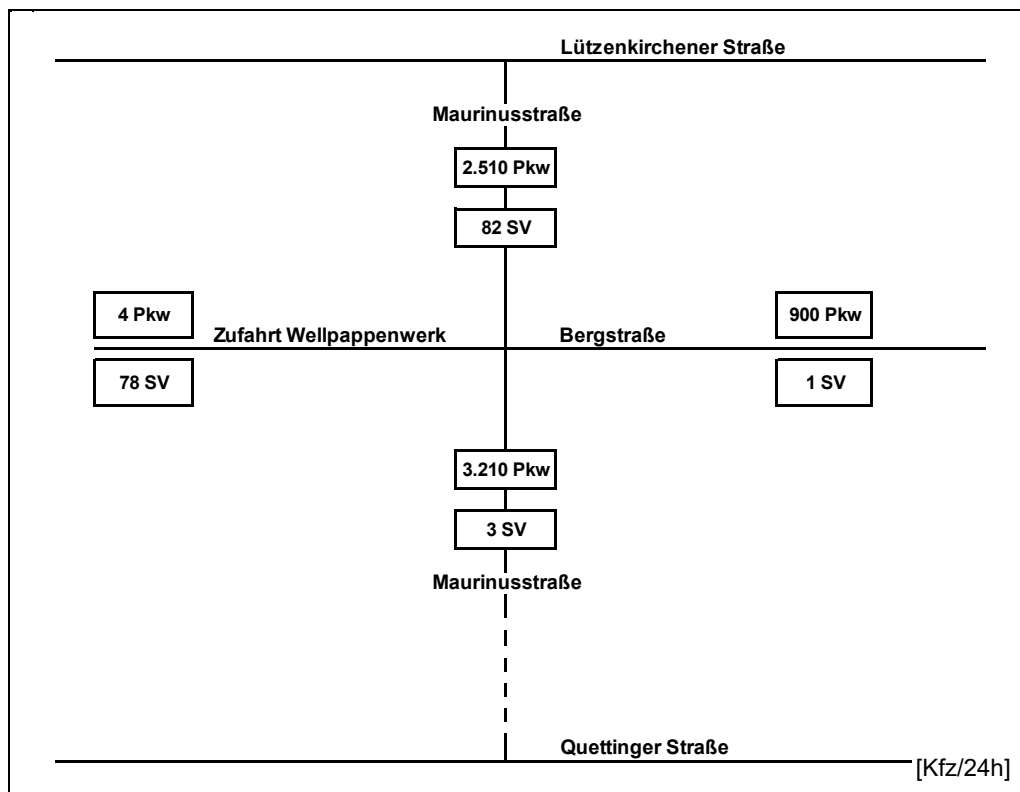 Lützenkirchener Straße
Maurinusstraße
2.510 Pkw
82 SV
4 Pkw
900 Pkw
Zufahrt Wellpappenwerk
Bergstraße
78 SV
1 SV
3.210 Pkw
3 SV
Maurinusstraße
Quettinger Straße
[Kfz/24h]